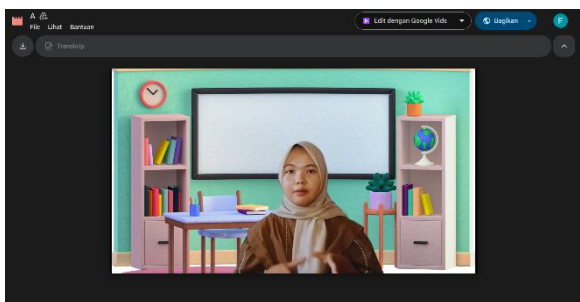 A
File Lihat Bantuan
Edit dengan Google Vids
Bagikan
F
Transkrip